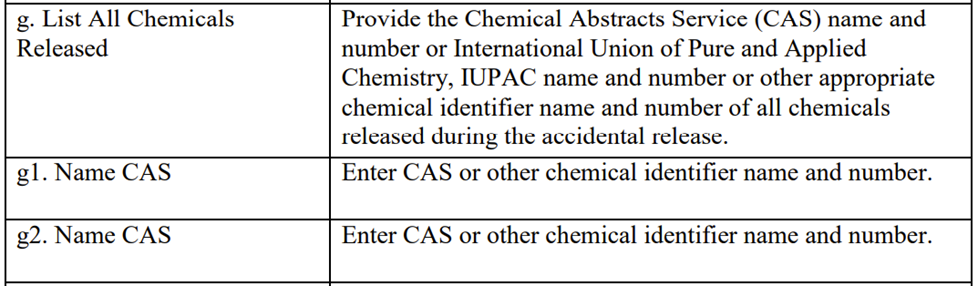 g. List All Chemicals
Released
Provide the Chemical Abstracts Service (CAS) name and
number or International Union of Pure and Applied
Chemistry, IUPAC name and number or other appropriate
chemical identifier name and number of all chemicals
released during the accidental release.
g1. Name CAS
Enter CAS or other chemical identifier name and number.
g2. Name CAS
Enter CAS or other chemical identifier name and number.